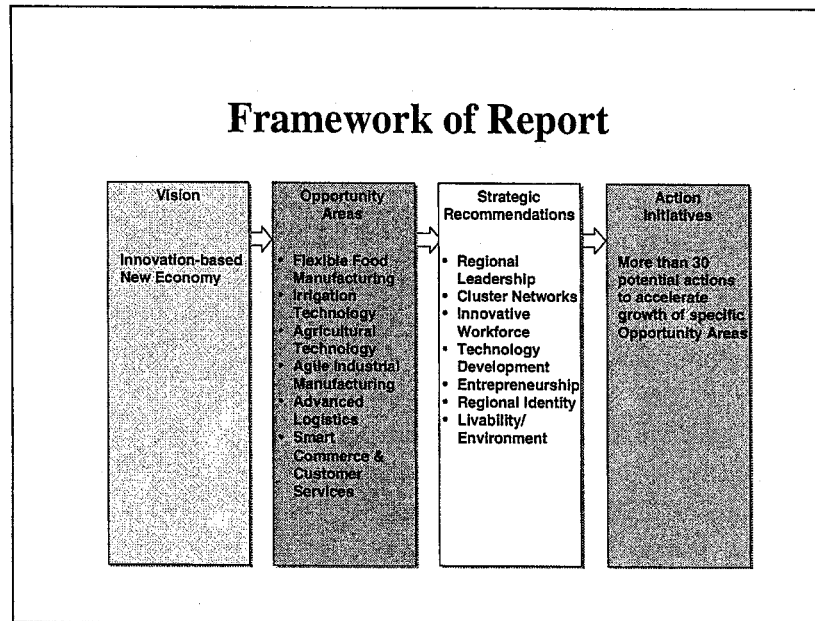 Framework of Report
Vision
Innovation-based
New Economy
Opportunity
Areas
• Flexible Food
Manufacturing
• Irrigation
Technology
• Agricultural
Technology
• Agile Industrial
Manufacturing
• Advanced
Logistics
• Smart
Commerce &
Customer
Services
Strategic
Recommendations
• Regional
Leadership
• Cluster Networks
• Innovative
Workforce
• Technology
Development
• Entrepreneurship
• Regional Identity
• Livability/
Environment
Action
Initiatives
More than 30
potential actions
to accelerate
growth of specific
Opportunity Areas